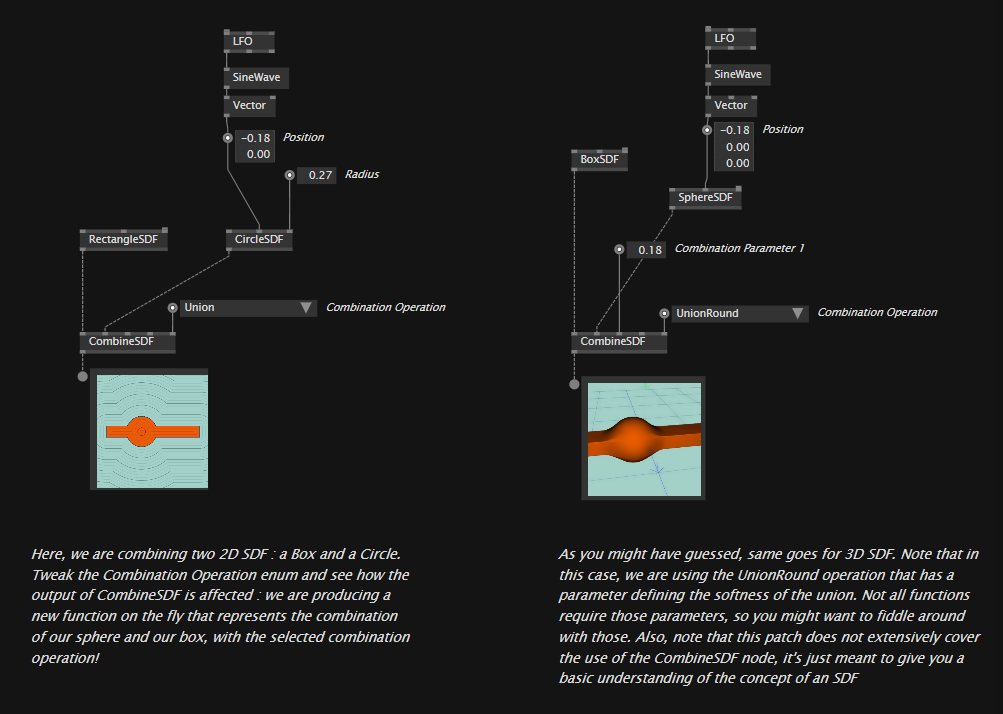 LFO
SineWave
Vector
-0.18
0.00
Position
0.27
Radius
RectangleSDF
CircleSDF
Union
Combination Operation
CombineSDF
Here, we are combining two 2D SDF : a Box and a Circle.
Tweak the Combination Operation enum and see how the
output of CombineSDF is affected : we are producing a
new function on the fly that represents the combination
of our sphere and our box, with the selected combination
operation!
LFO
SineWave
Vector
-0.18
0.00
0.00
Position
BoxSDF
SphereSDF
0.18
Combination Parameter 1
UnionRound
Combination Operation
CombineSDF
As you might have guessed, same goes for 3D SDF. Note that in
this case, we are using the UnionRound operation that has a
parameter defining the softness of the union. Not all functions
require those parameters, so you might want to fiddle around
with those. Also, note that this patch does not extensively cover
the use of the CombineSDF node, it's just meant to give you a
basic understanding of the concept of an SDF